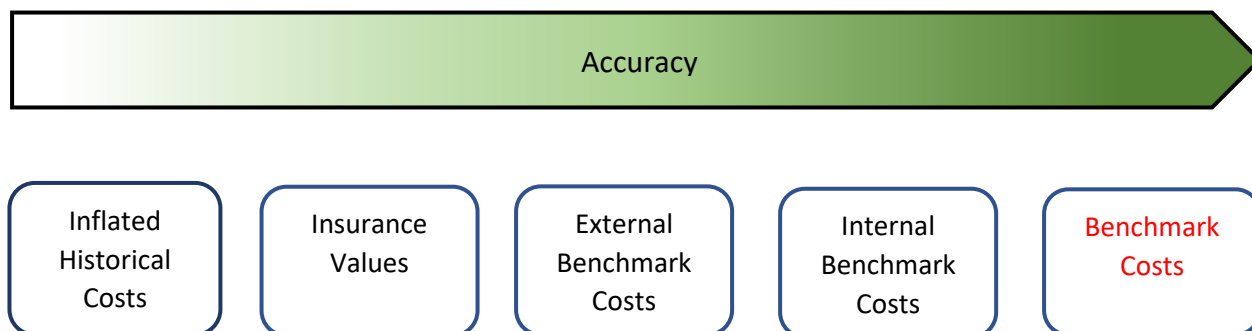 Accuracy
Inflated
Historical
Costs
Insurance
Values
External
Benchmark
Costs
Internal
Benchmark
Costs
Benchmark
Costs